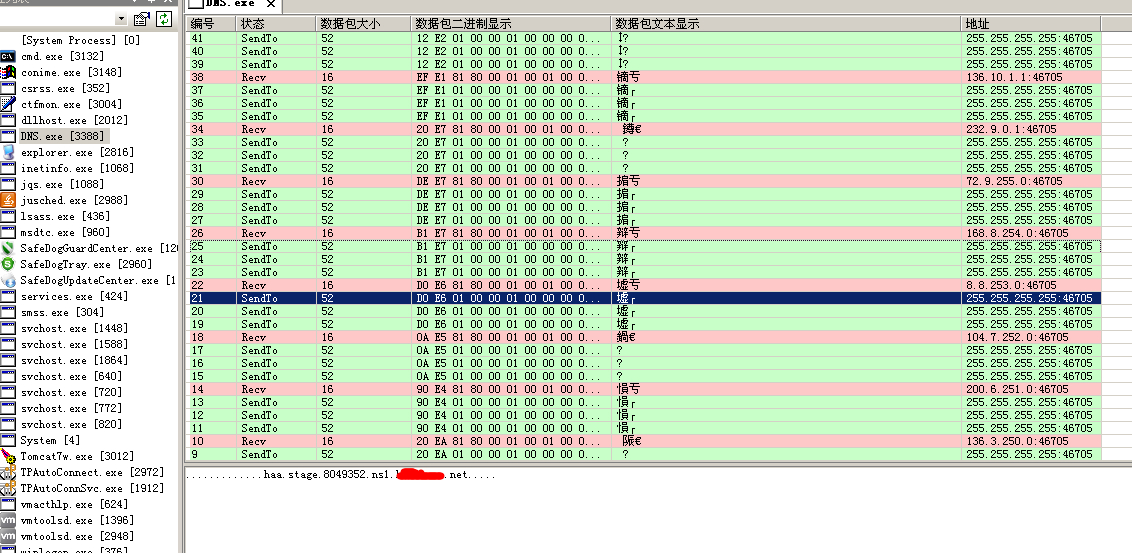 DNS.exe ×
[System Process] [0]
cmd.exe [3132]
conime.exe [3148]
csrss.exe [352]
ctfmon.exe [3004]
dllhost.exe [2012]
DNS.exe [3388]
explorer.exe [2816]
inetinfo.exe [1068]
jqs.exe [1088]
jusched.exe [2988]
lsass.exe [436]
msdtc.exe [960]
SafeDogGuardCenter.exe [120
SafeDogTray.exe [2960]
SafeDogUpdateCenter.exe [1
services.exe [424]
smss.exe [304]
svchost.exe [1448]
svchost.exe [1588]
svchost.exe [1864]
svchost.exe [640]
svchost.exe [720]
svchost.exe [772]
svchost.exe [820]
System [4]
Tomcat7w.exe [3012]
TPAutoConnect.exe [2972]
TPAutoConnSvc.exe [1912]
vmacthlp.exe [624]
vmtoolsd.exe [1396]
vmtoolsd.exe [2948]
winlogon.exe [376]
编号 状态 数据包大小 数据包二进制显示 数据包文本显示 地址
41 SendTo 52 12 E2 01 00 00 01 00 00 00 0... ? 255.255.255.255:46705
40 SendTo 52 12 E2 01 00 00 01 00 00 00 0... ? 255.255.255.255:46705
39 SendTo 52 12 E2 01 00 00 01 00 00 00 0... ? 255.255.255.255:46705
38 Recv 16 EF E1 81 80 00 01 00 01 00 0... 136.10.1.1:46705
37 SendTo 52 EF E1 01 00 00 01 00 00 00 0... 255.255.255.255:46705
36 SendTo 52 EF E1 01 00 00 01 00 00 00 0... 255.255.255.255:46705
35 SendTo 52 EF E1 01 00 00 01 00 00 00 0... 255.255.255.255:46705
34 Recv 16 20 E7 81 80 00 01 00 01 00 0... 232.9.0.1:46705
33 SendTo 52 20 E7 01 00 00 01 00 00 00 0... ? 255.255.255.255:46705
32 SendTo 52 20 E7 01 00 00 01 00 00 00 0... ? 255.255.255.255:46705
31 SendTo 52 20 E7 01 00 00 01 00 00 00 0... ? 255.255.255.255:46705
30 Recv 16 DE E7 81 80 00 01 00 01 00 0... 72.9.255.0:46705
29 SendTo 52 DE E7 01 00 00 01 00 00 00 0... 255.255.255.255:46705
28 SendTo 52 DE E7 01 00 00 01 00 00 00 0... 255.255.255.255:46705
27 SendTo 52 DE E7 01 00 00 01 00 00 00 0... 255.255.255.255:46705
26 Recv 16 B1 E7 81 80 00 01 00 01 00 0... 168.8.254.0:46705
25 SendTo 52 B1 E7 01 00 00 01 00 00 00 0... 255.255.255.255:46705
24 SendTo 52 B1 E7 01 00 00 01 00 00 00 0... 255.255.255.255:46705
23 SendTo 52 B1 E7 01 00 00 01 00 00 00 0... 255.255.255.255:46705
22 Recv 16 D0 E6 81 80 00 01 00 01 00 0... 墟亐 8.8.253.0:46705
21 SendTo 52 D0 E6 01 00 00 01 00 00 00 0... 墟┌ 255.255.255.255:46705
20 SendTo 52 D0 E6 01 00 00 01 00 00 00 0... 墟┌ 255.255.255.255:46705
19 SendTo 52 D0 E6 01 00 00 01 00 00 00 0... 墟┌ 255.255.255.255:46705
18 Recv 16 0A E5 81 80 00 01 00 01 00 0... 104.7.252.0:46705
17 SendTo 52 0A E5 01 00 00 01 00 00 00 0... ? 255.255.255.255:46705
16 SendTo 52 0A E5 01 00 00 01 00 00 00 0... ? 255.255.255.255:46705
15 SendTo 52 0A E5 01 00 00 01 00 00 00 0... ? 255.255.255.255:46705
14 Recv 16 90 E4 81 80 00 01 00 01 00 0... 200.6.251.0:46705
13 SendTo 52 90 E4 01 00 00 01 00 00 00 0... 255.255.255.255:46705
12 SendTo 52 90 E4 01 00 00 01 00 00 00 0... 255.255.255.255:46705
11 SendTo 52 90 E4 01 00 00 01 00 00 00 0... 255.255.255.255:46705
10 Recv 16 20 EA 81 80 00 01 00 01 00 0... 136.3.250.0:46705
9 SendTo 52 20 EA 01 00 00 01 00 00 00 0... ? 255.255.255.255:46705
.............haa.stage.8049352.ns1. .net.....